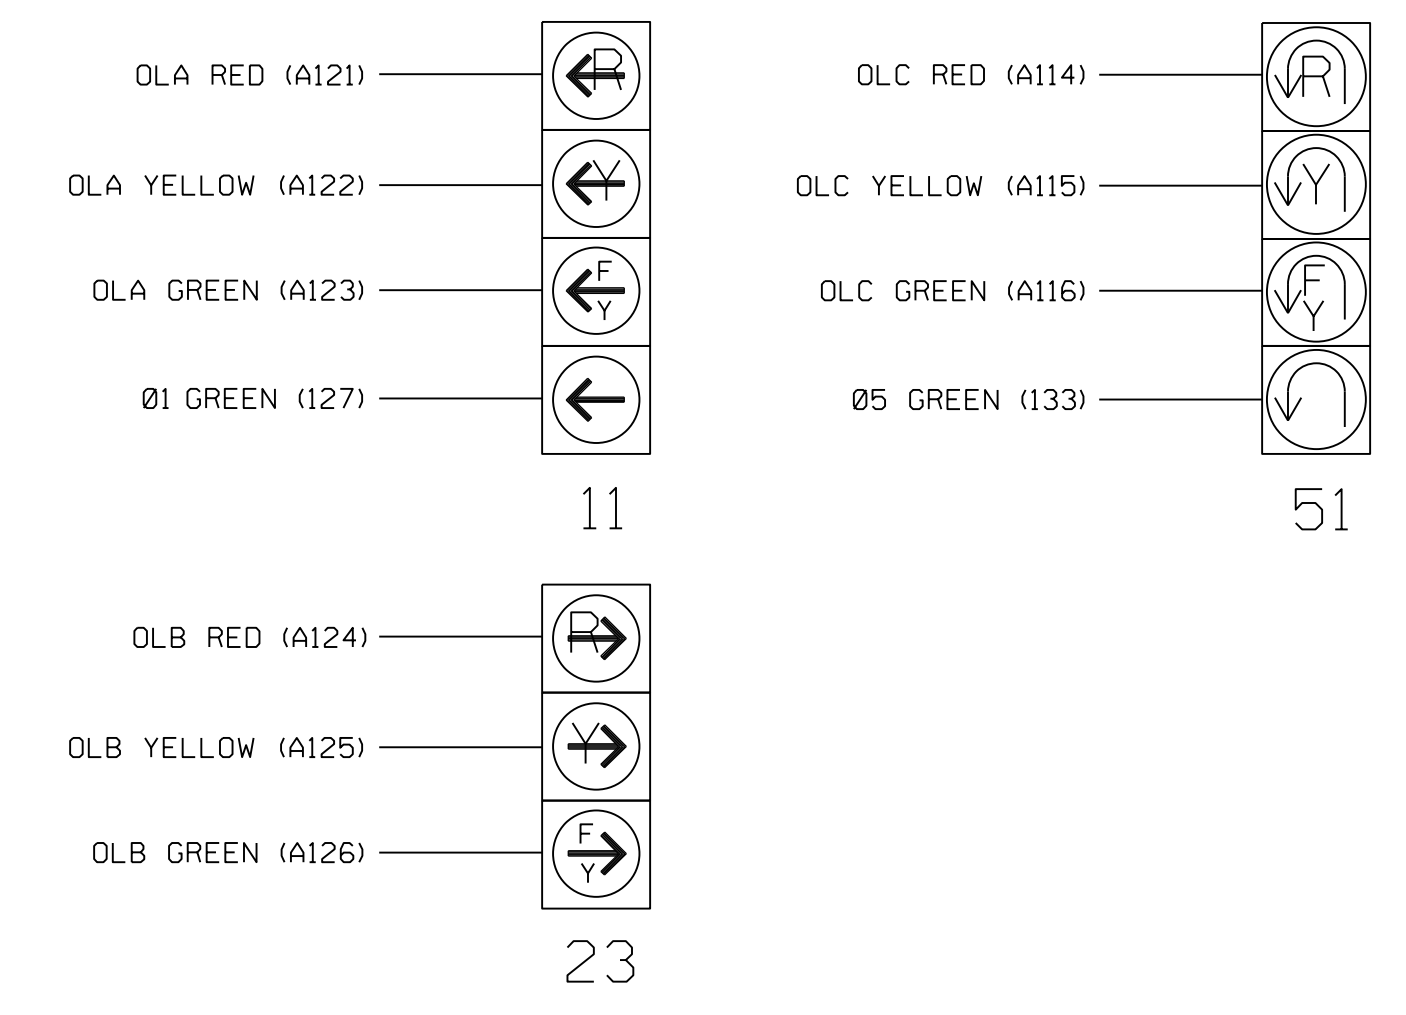 OLA RED (A121)
R
OLA YELLOW (A122)
Y
OLA GREEN (A123)
F
Y
Ø1 GREEN (127)
11
OLC RED (A114)
R
OLC YELLOW (A115)
Y
OLC GREEN (A116)
F
Y
Ø5 GREEN (133)
51
OLB RED (A124)
R
OLB YELLOW (A125)
Y
OLB GREEN (A126)
F
Y
23